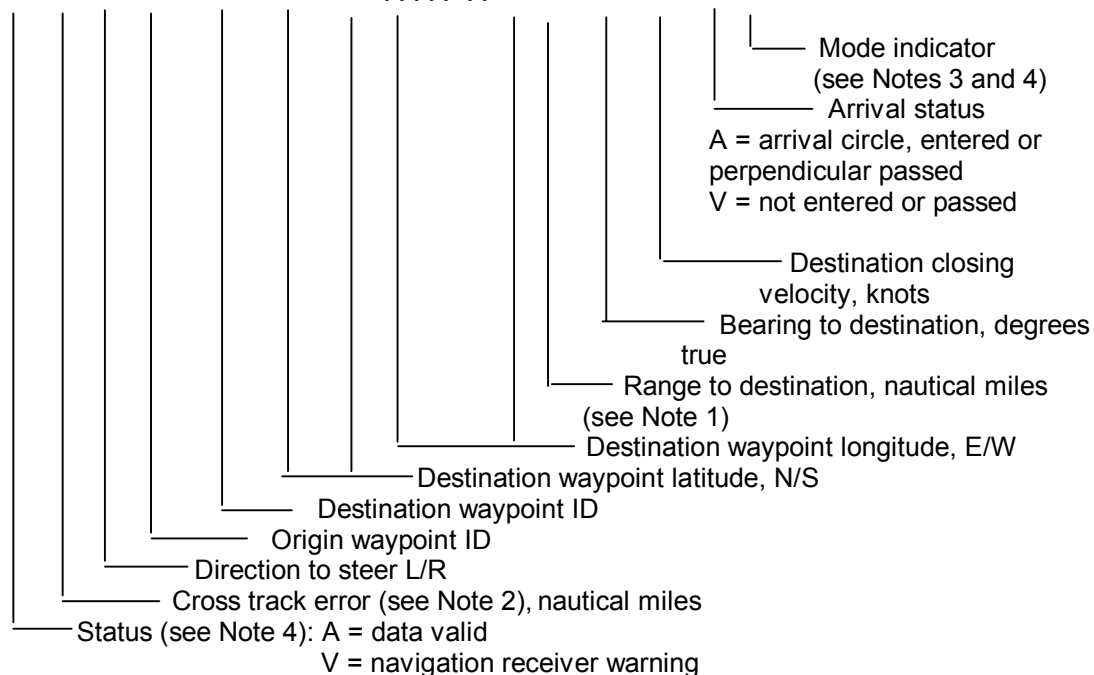 Mode indicator
(see Notes 3 and 4)
Arrival status
A = arrival circle, entered or
perpendicular passed
V = not entered or passed
Destination closing
velocity, knots
Bearing to destination, degrees
true
Range to destination, nautical miles
(see Note 1)
Destination waypoint longitude, E/W
Destination waypoint latitude, N/S
Destination waypoint ID
Origin waypoint ID
Direction to steer L/R
Cross track error (see Note 2), nautical miles
Status (see Note 4): A = data valid
V = navigation receiver warning